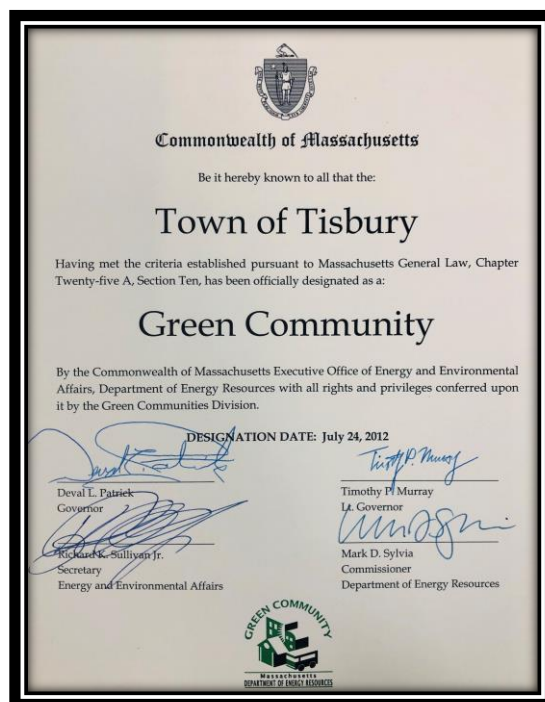 Commonwealth of Massachusetts
Be it hereby known to all that the:
Town of Tisbury
Having met the criteria established pursuant to Massachusetts General Law, Chapter
Twenty-five A, Section Ten, has been officially designated as a:
Green Community
By the Commonwealth of Massachusetts Executive Office of Energy and Environmental
Affairs, Department of Energy Resources with all rights and privileges conferred upon
it by the Green Communities Division.
DESIGNATION DATE: July 24, 2012
Deval L. Patrick
Governor
Timothy P. Murray
Lt. Governor
Richard K. Sullivan Jr.
Secretary
Energy and Environmental Affairs
Mark D. Sylvia
Commissioner
Department of Energy Resources
GREEN COMMUNITY
Massachusetts
DEPARTMENT OF ENERGY RESOURCES